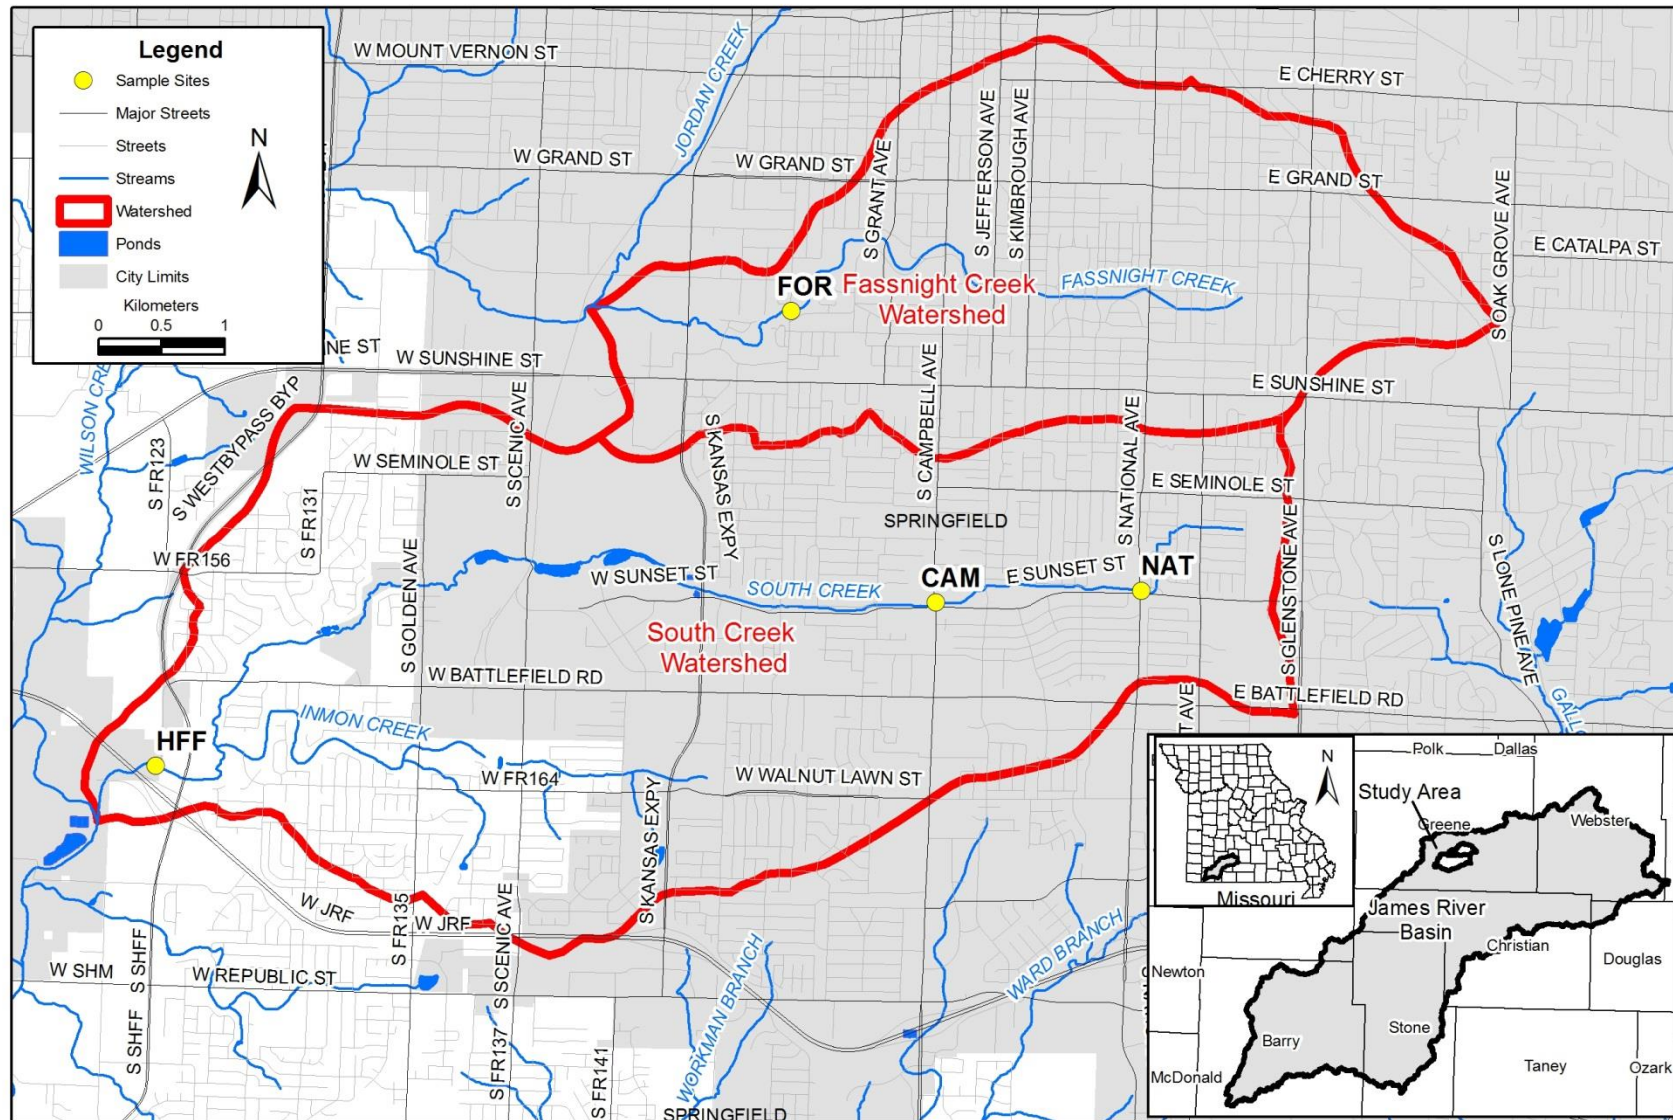 Legend
Sample Sites
Major Streets
Streets
Streams
Watershed
Ponds
City Limits
Kilometers
0 0.5 1
N
W MOUNT VERNON ST
JORDAN CREEK
E CHERRY ST
W GRAND ST
W GRAND ST
S GRANT AVE
S JEFFERSON AVE
S KIMBROUGH AVE
E GRAND ST
S OAK GROVE AVE
E CATALPA ST
FOR
Fassnight Creek
Watershed
FASSNIGHT CREEK
W SUNSHINE ST
E SUNSHINE ST
S WESTBYPASS BYP
S SCENIC AVE
S KANSAS EXPY
S CAMPBELL AVE
S NATIONAL AVE
S FR123
W SEMINOLE ST
S FR131
E SEMINOLE ST
SPRINGFIELD
W FR156
S GOLDEN AVE
W SUNSET ST
SOUTH CREEK
CAM
E SUNSET ST
NAT
S GLENSTONE AVE
S LONE PINE AVE
South Creek
Watershed
W BATTLEFIELD RD
E BATTLEFIELD RD
INMON CREEK
HFF
W FR164
W WALNUT LAWN ST
S KANSAS EXPY
W JRF
S FR135
W JRF
S SCENIC AVE
W SHM
S SHFF
W REPUBLIC ST
S SHFF
S FR137
S FR141
WORKMAN BRANCH
WARD BRANCH
SPRINGFIELD
N
Missouri
Polk
Dallas
Study Area
Greene
Webster
James River
Basin
Christian
Newton
Douglas
Barry
Stone
McDonald
Taney
Ozark